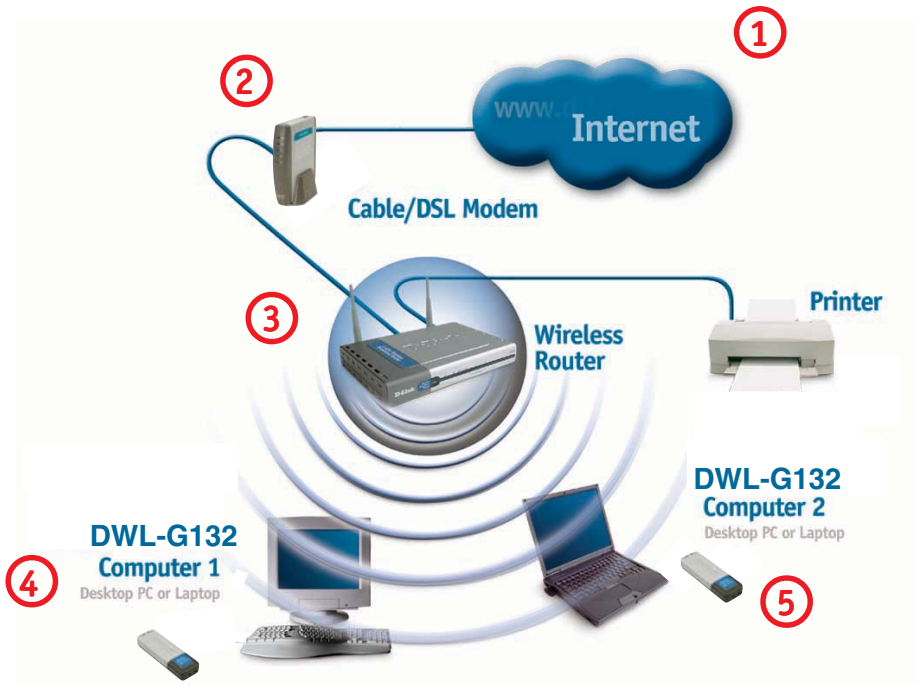 1
2
www.d
Internet
Cable/DSL Modem
3
Wireless
Router
Printer
D-Link
DWL-G132
Computer 2
Desktop PC or Laptop
DWL-G132
Computer 1
Desktop PC or Laptop
4
5